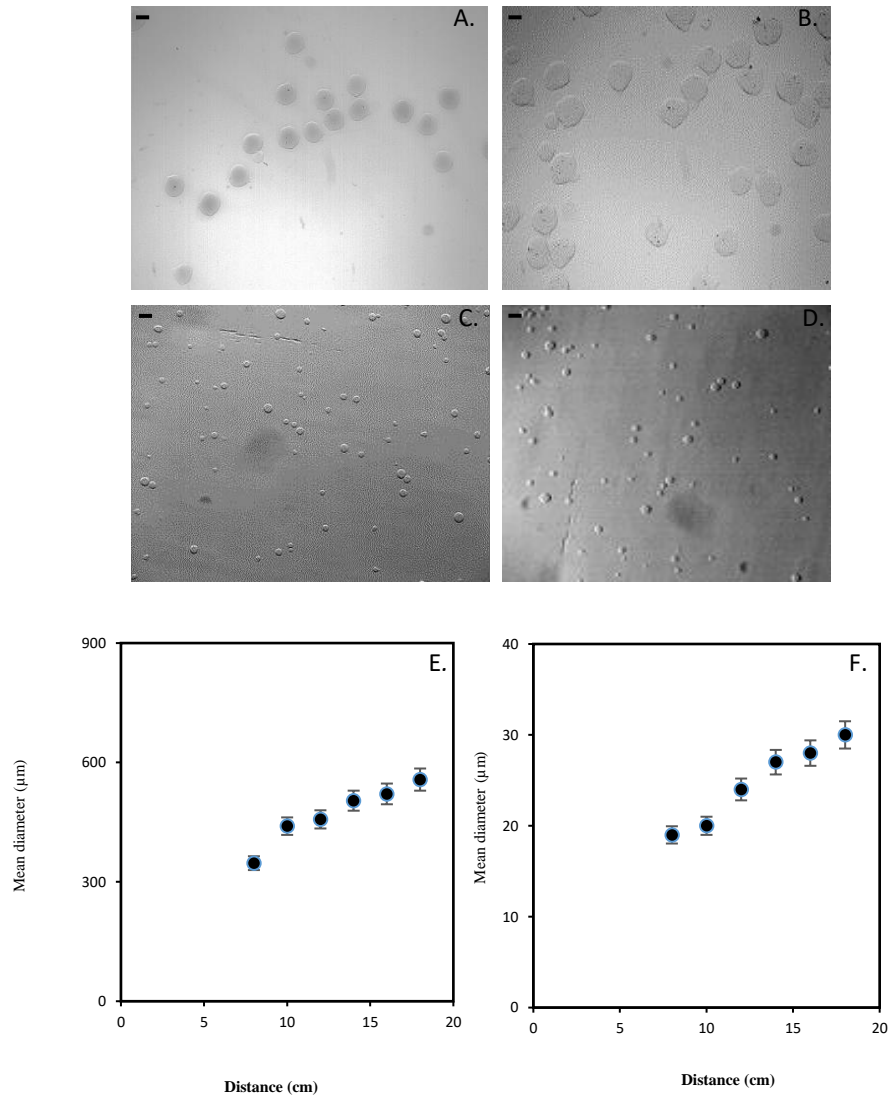 A.
B.
C.
D.
E.
900
600
300
0
0 5 10 15 20
Mean diameter (µm)
Distance (cm)
F.
40
30
20
10
0
0 5 10 15 20
Mean diameter (µm)
Distance (cm)